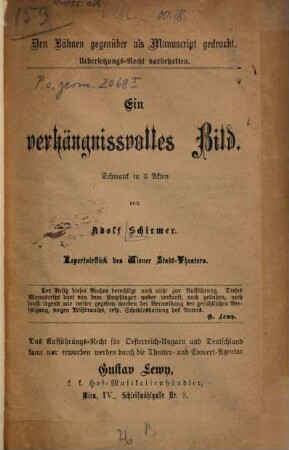 Den Bühnen gegenüber als Manuscript gedruckt.
Uebersetzungs-Recht vorbehalten.
P.o. germ. 2068 I
Ein
verhängnissvolles Bild.
Schwank in 3 Akten
von
Adolf Schirmer.
Repertoirstück des Wiener Stadt-Theaters.
Der Besitz dieses Buches berechtigt noch nicht zur Aufführung. Dieses
Manuscript darf von dem Empfänger weder verkauft, noch geliehen, noch
sonst irgend wie weiter gegeben werden bei Vermeidung der gerichtlichen Ver-
folgung, wegen Missbrauchs, resp. Schadloshaltung des Autors.
G. Lewy.
Das Aufführungs-Recht für Oesterreich-Ungarn und Deutschland
kann nur erworben werden durch die Theater- und Concert-Agentur
Gustav Lewy,
k. k. Hof-Musikalienhändler,
Wien, IV., Schleifmühlgasse Nr. 8.